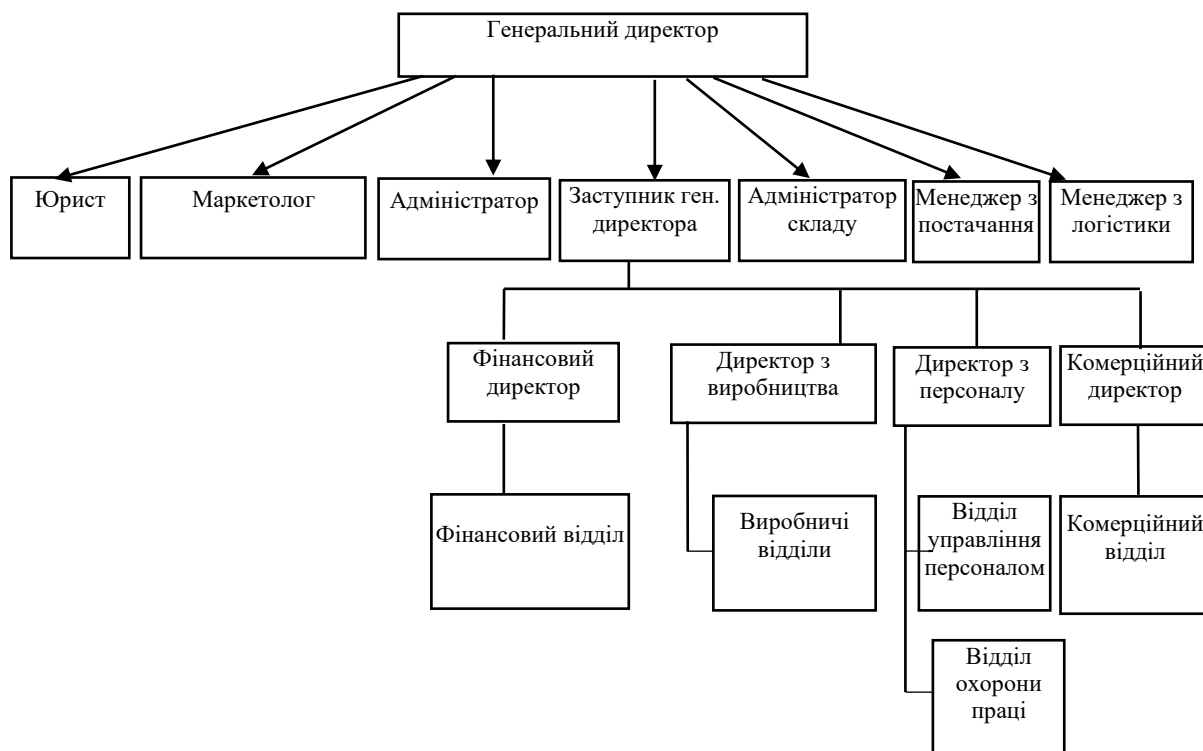 Генеральний директор
Юрист
Маркетолог
Адміністратор
Заступник ген.
директора
Адміністратор
складу
Менеджер з
постачання
Менеджер з
логістики
Фінансовий
директор
Директор з
виробництва
Директор з
персоналу
Комерційний
директор
Фінансовий відділ
Виробничі
відділи
Відділ
управління
персоналом
Комерційний
відділ
Відділ
охорони
праці